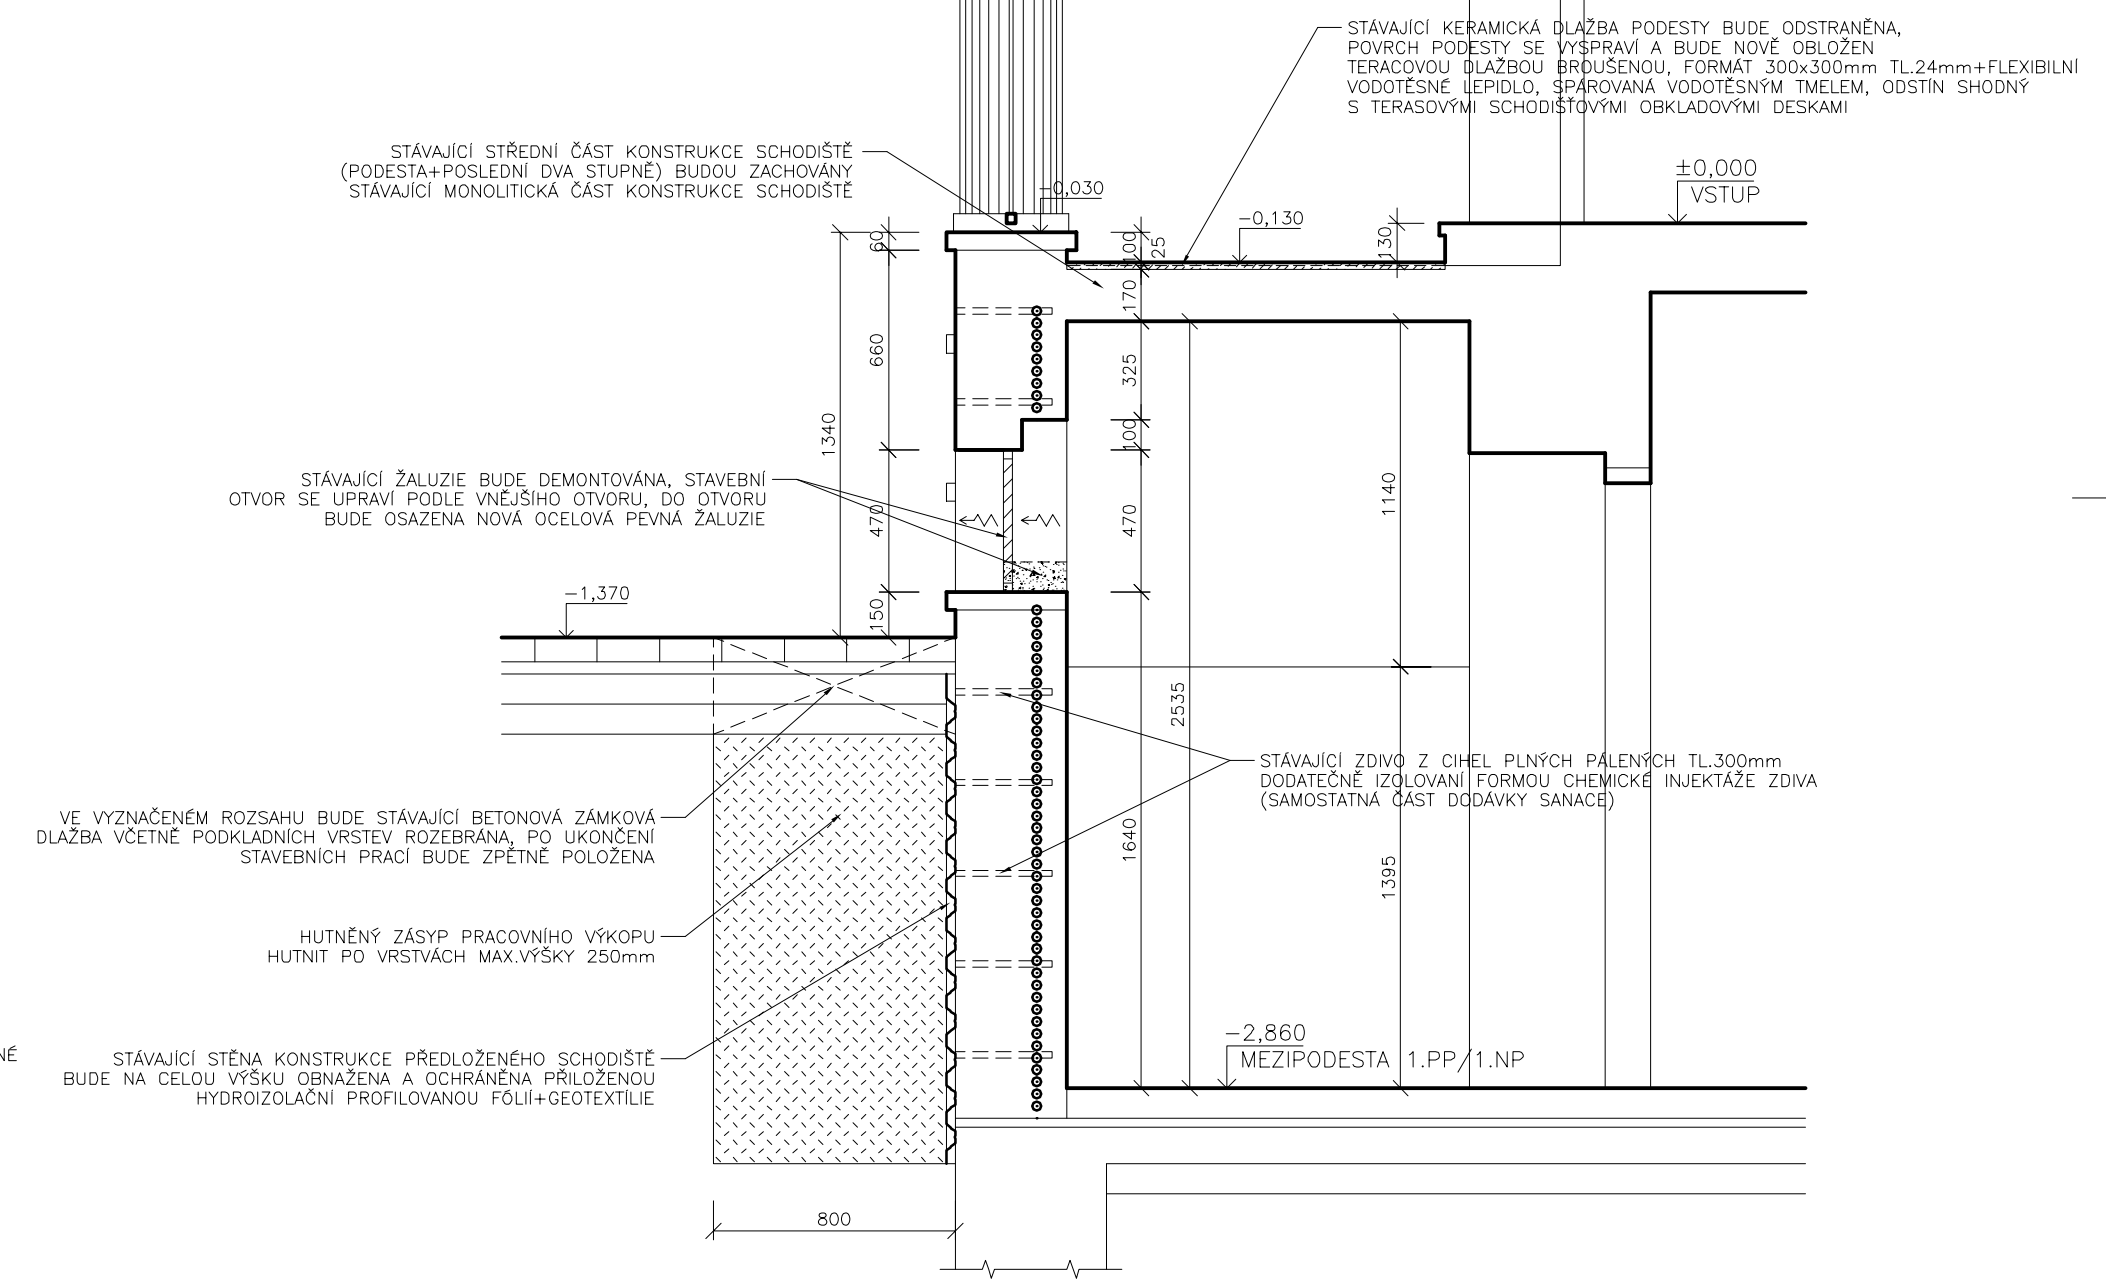 STÁVAJÍCÍ KERAMICKÁ DLAŽBA PODESTY BUDE ODSTRANĚNA,
POVRCH PODESTY SE VYSPRAVÍ A BUDE NOVĚ OBLOŽEN
TERACOVOU DLAŽBOU BROUŠENOU, FORMÁT 300x300mm TL.24mm+FLEXIBILNÍ
VODOTĚSNÉ LEPIDLO, SPÁROVANÁ VODOTĚSNÝM TMELEM, ODSTÍN SHODNÝ
S TERASOVÝMI SCHODIŠŤOVÝMI OBKLADOVÝMI DESKAMI
STÁVAJÍCÍ STŘEDNÍ ČÁST KONSTRUKCE SCHODIŠTĚ
(PODESTA+POSLEDNÍ DVA STUPNĚ) BUDOU ZACHOVÁNY
STÁVAJÍCÍ MONOLITICKÁ ČÁST KONSTRUKCE SCHODIŠTĚ
-0,030
±0,000
VSTUP
-0,130
60
100
25
130
170
660
325
1340
100
STÁVAJÍCÍ ŽALUZIE BUDE DEMONTOVÁNA, STAVEBNÍ
OTVOR SE UPRAVÍ PODLE VNĚJŠÍHO OTVORU, DO OTVORU
BUDE OSAZENA NOVÁ OCELOVÁ PEVNÁ ŽALUZIE
470
470
1140
-1,370
150
2535
STÁVAJÍCÍ ZDIVO Z CIHEL PLNÝCH PÁLENÝCH TL.300mm
DODATEČNĚ IZOLOVANÍ FORMOU CHEMICKÉ INJEKTÁŽE ZDIVA
(SAMOSTATNÁ ČÁST DODÁVKY SANACE)
VE VYZNAČENÉM ROZSAHU BUDE STÁVAJÍCÍ BETONOVÁ ZÁMKOVÁ
DLAŽBA VČETNĚ PODKLADNÍCH VRSTEV ROZEBRÁNA, PO UKONČENÍ
STAVEBNÍCH PRACÍ BUDE ZPĚTNĚ POLOŽENA
1640
1395
HUTNĚNÝ ZÁSYP PRACOVNÍHO VÝKOPU
HUTNIT PO VRSTVÁCH MAX.VÝŠKY 250mm
-2,860
MEZIPODESTA 1.PP/1.NP
NÉ
STÁVAJÍCÍ STĚNA KONSTRUKCE PŘEDLOŽENÉHO SCHODIŠTĚ
BUDE NA CELOU VÝŠKU OBNAŽENA A OCHRÁNĚNA PŘILOŽENOU
HYDROIZOLAČNÍ PROFILOVANOU FÓLIÍ+GEOTEXTÍLIE
800